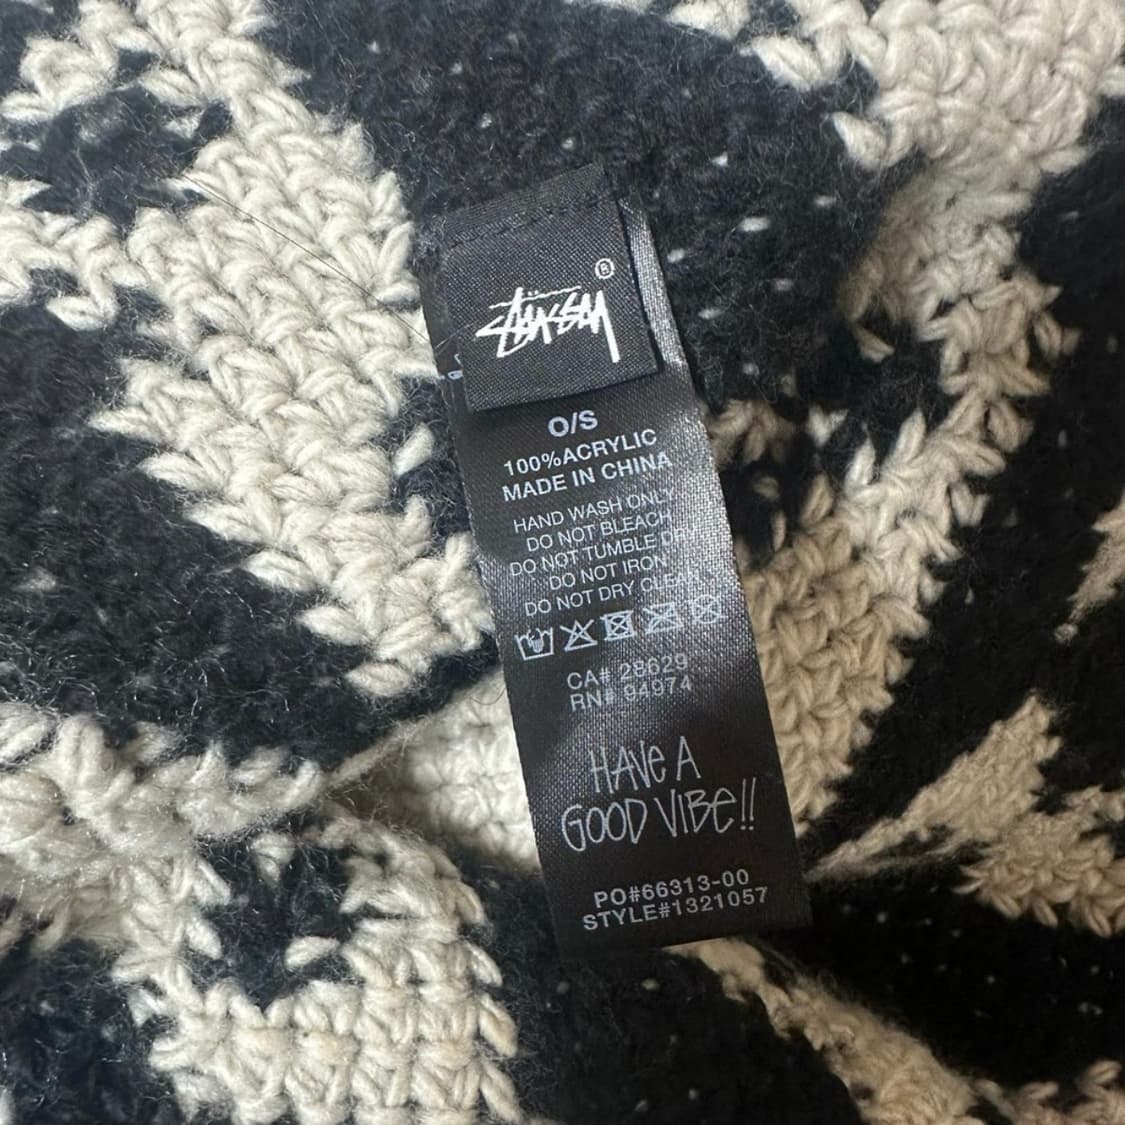 Stüssy ®
O/S
100%ACRYLIC
MADE IN CHINA
HAND WASH ONLY
DO NOT BLEACH
DO NOT TUMBLE DRY
DO NOT IRON
DO NOT DRY CLEAN
CA# 28629
RN# 94974
HAVE A
GOOD VIBE!!
PO#66313-00
STYLE#1321057